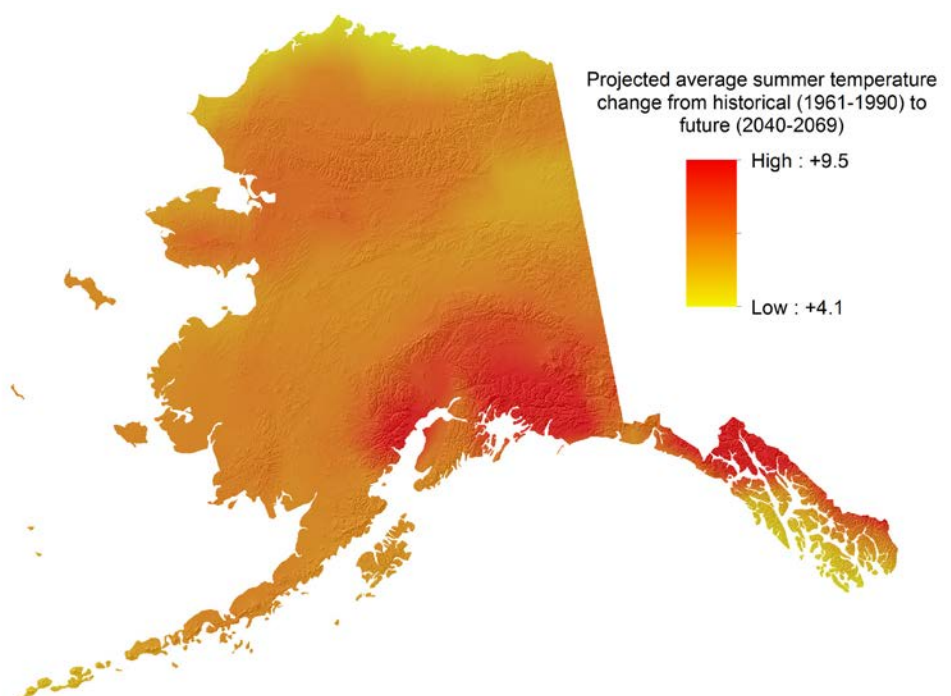 Projected average summer temperature
change from historical (1961-1990) to
future (2040-2069)
High : +9.5
Low : +4.1